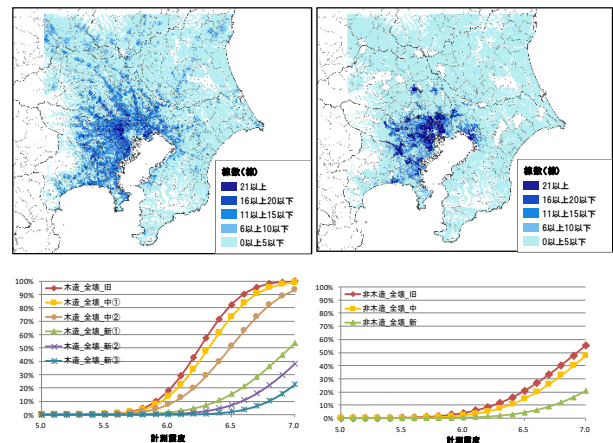 棟数(棟)
21以上
16以上20以下
11以上15以下
6以上10以下
0以上5以下
棟数(棟)
21以上
16以上20以下
11以上15以下
6以上10以下
0以上5以下
100%
90%
80%
70%
60%
50%
40%
30%
20%
10%
0%
木造_全壊_旧
木造_全壊_中①
木造_全壊_中②
木造_全壊_新①
木造_全壊_新②
木造_全壊_新③
5.0 5.5 6.0 6.5 7.0
計測震度
100%
90%
80%
70%
60%
50%
40%
30%
20%
10%
0%
非木造_全壊_旧
非木造_全壊_中
非木造_全壊_新
5.0 5.5 6.0 6.5 7.0
計測震度